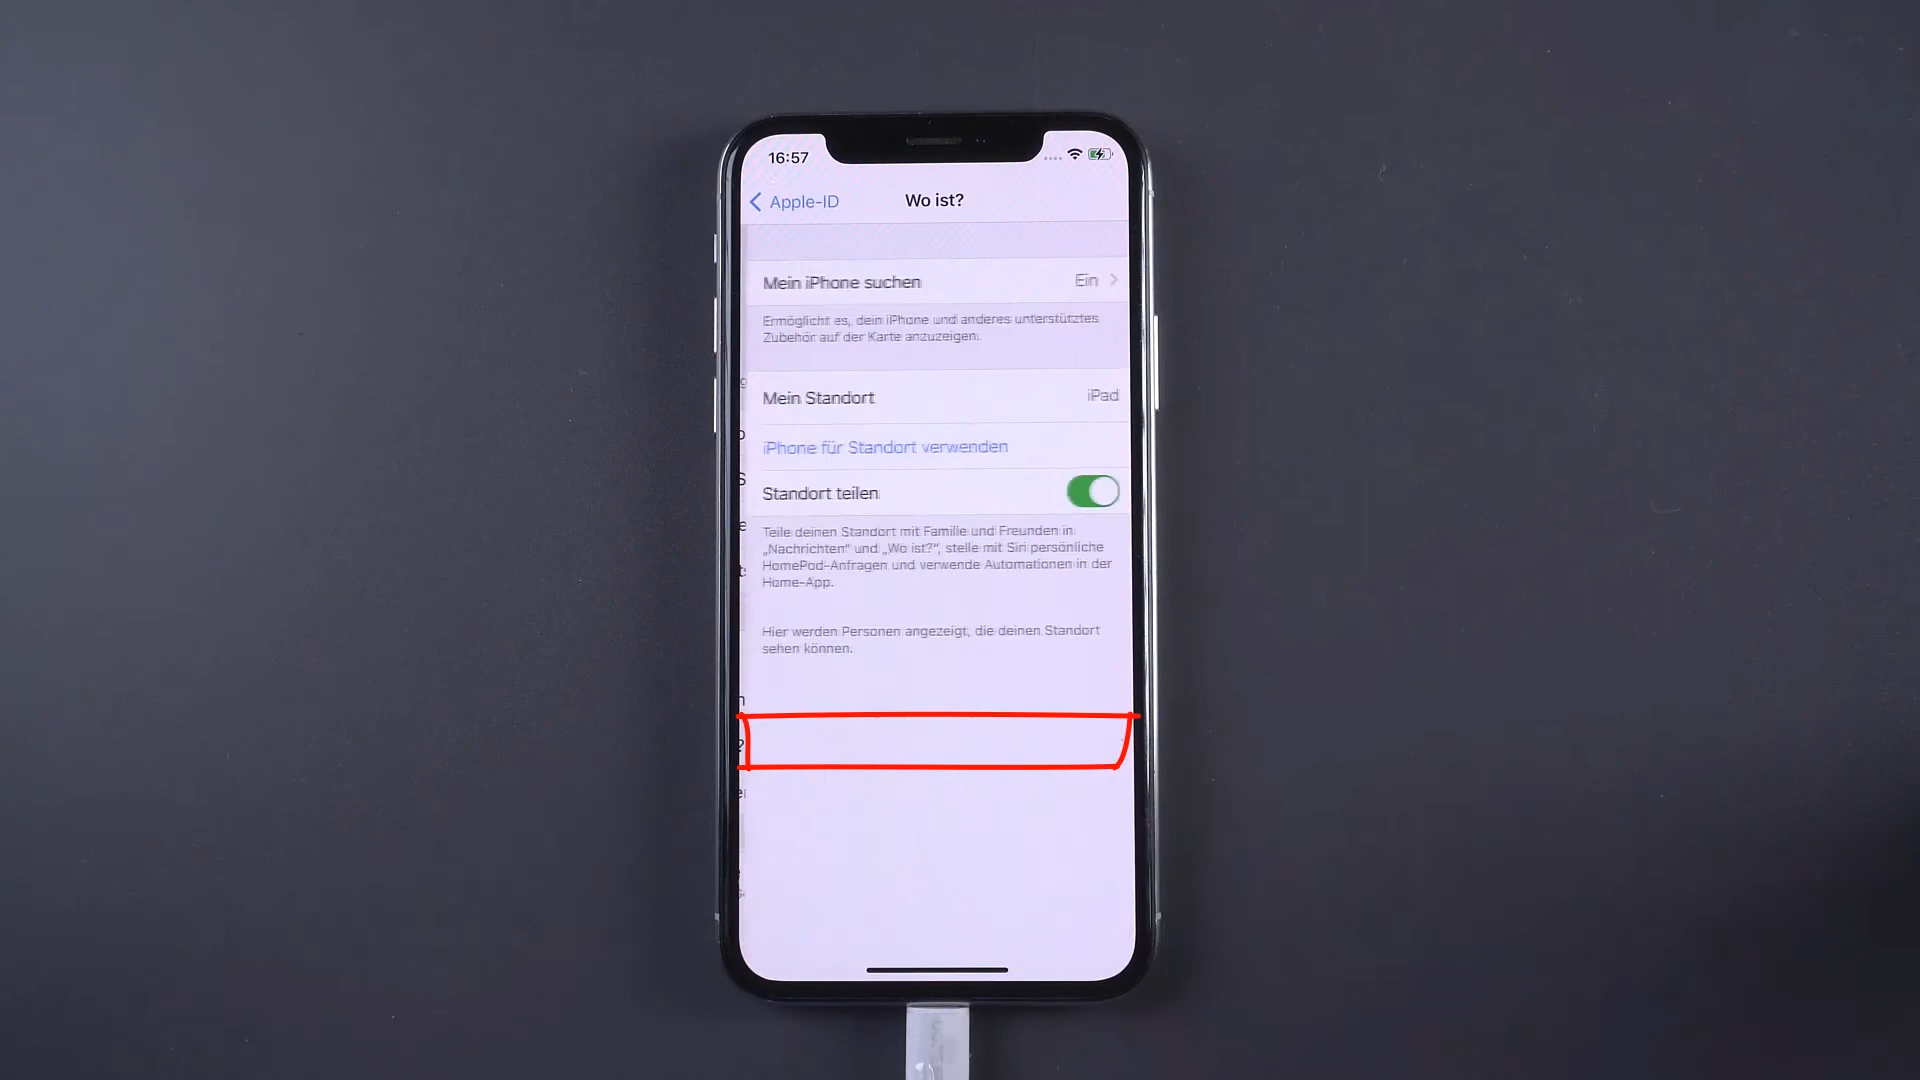 16:57
Apple-ID
Wo ist?
Mein iPhone suchen
Ein
Ermöglicht es, dein iPhone und anderes unterstütztes
Zubehör auf der Karte anzuzeigen.
Mein Standort
iPad
iPhone für Standort verwenden
Standort teilen
Teile deinen Standort mit Familie und Freunden in
„Nachrichten“ und „Wo ist?“, stelle mit Siri persönliche
HomePod-Anfragen und verwende Automationen in der
Home-App.
Hier werden Personen angezeigt, die deinen Standort
sehen können.